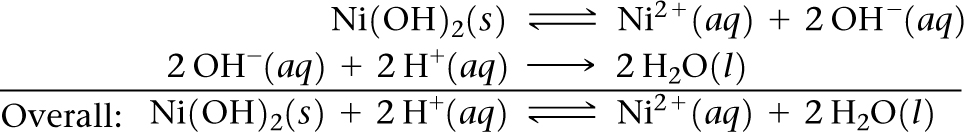 Ni(OH)₂(s) ⇌ Ni²⁺(aq) + 2 OH⁻(aq)
2 OH⁻(aq) + 2 H⁺(aq) ⟶ 2 H₂O(l)
Overall: Ni(OH)₂(s) + 2 H⁺(aq) ⇌ Ni²⁺(aq) + 2 H₂O(l)